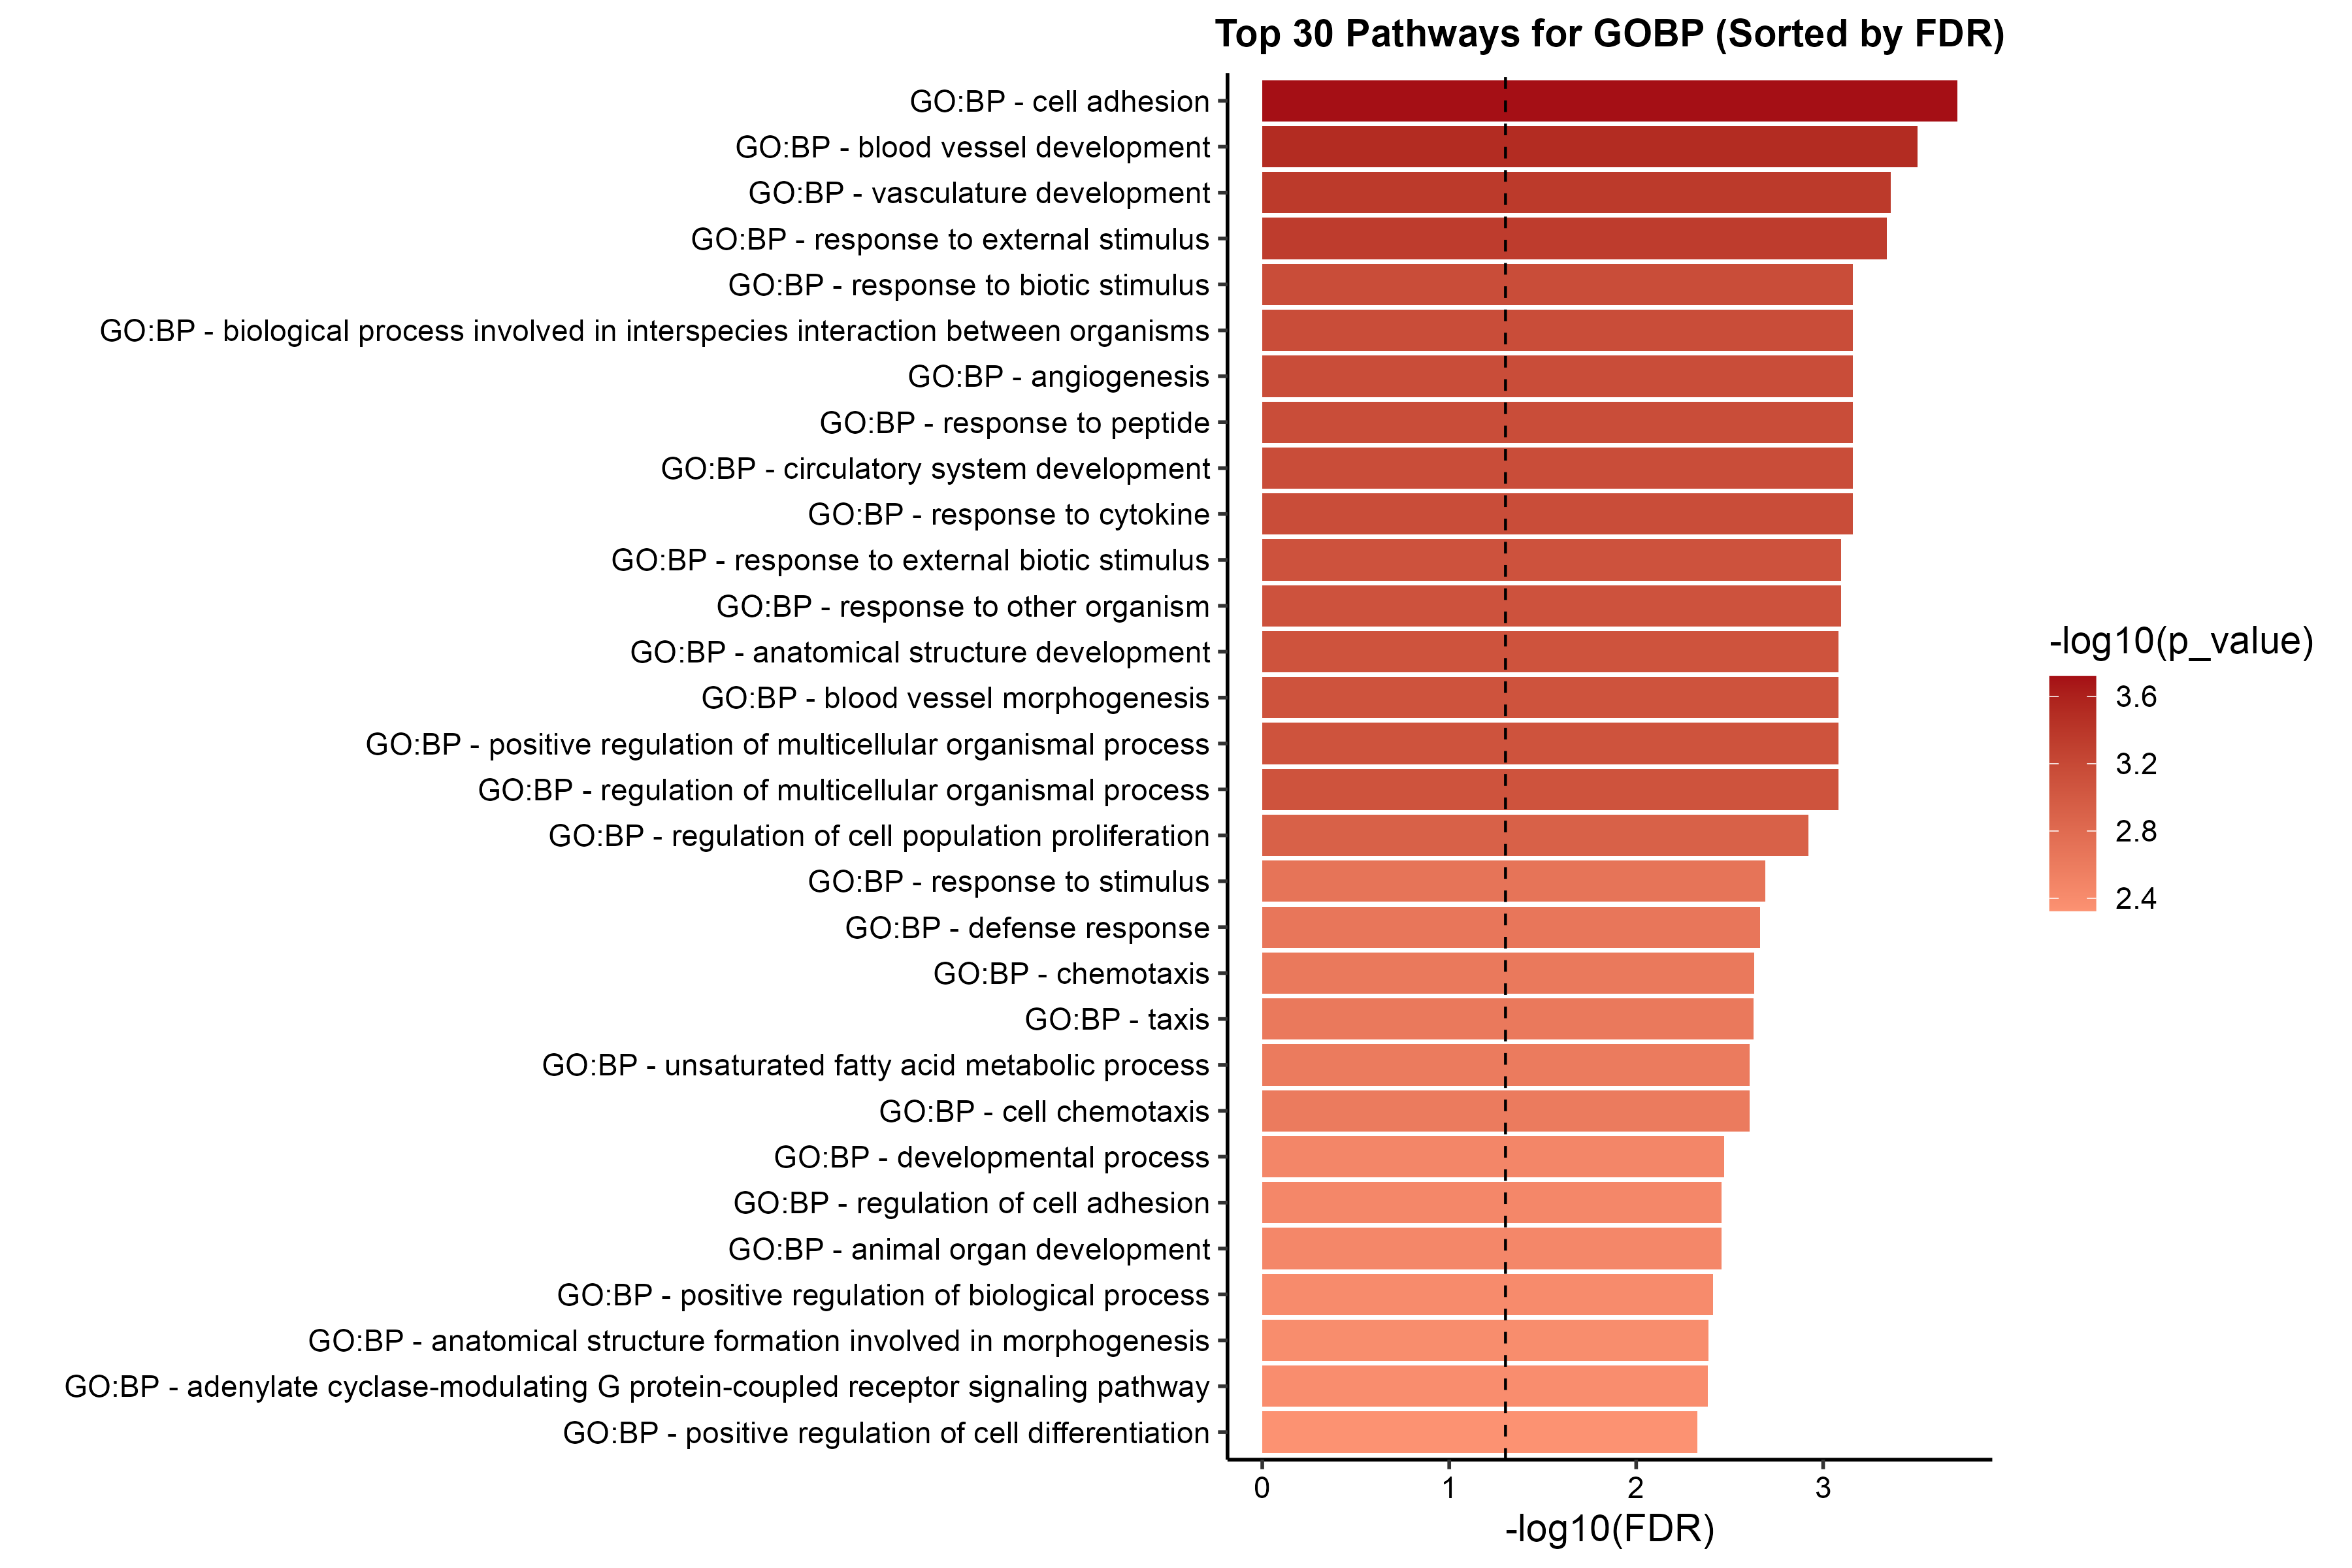 Top 30 Pathways for GOBP (Sorted by FDR)
GO:BP - cell adhesion
GO:BP - blood vessel development
GO:BP - vasculature development
GO:BP - response to external stimulus
GO:BP - response to biotic stimulus
GO:BP - biological process involved in interspecies interaction between organisms
GO:BP - angiogenesis
GO:BP - response to peptide
GO:BP - circulatory system development
GO:BP - response to cytokine
GO:BP - response to external biotic stimulus
GO:BP - response to other organism
GO:BP - anatomical structure development
GO:BP - blood vessel morphogenesis
GO:BP - positive regulation of multicellular organismal process
GO:BP - regulation of multicellular organismal process
GO:BP - regulation of cell population proliferation
GO:BP - response to stimulus
GO:BP - defense response
GO:BP - chemotaxis
GO:BP - taxis
GO:BP - unsaturated fatty acid metabolic process
GO:BP - cell chemotaxis
GO:BP - developmental process
GO:BP - regulation of cell adhesion
GO:BP - animal organ development
GO:BP - positive regulation of biological process
GO:BP - anatomical structure formation involved in morphogenesis
GO:BP - adenylate cyclase-modulating G protein-coupled receptor signaling pathway
GO:BP - positive regulation of cell differentiation
0 1 2 3
-log10(FDR)
-log10(p_value)
3.6
3.2
2.8
2.4